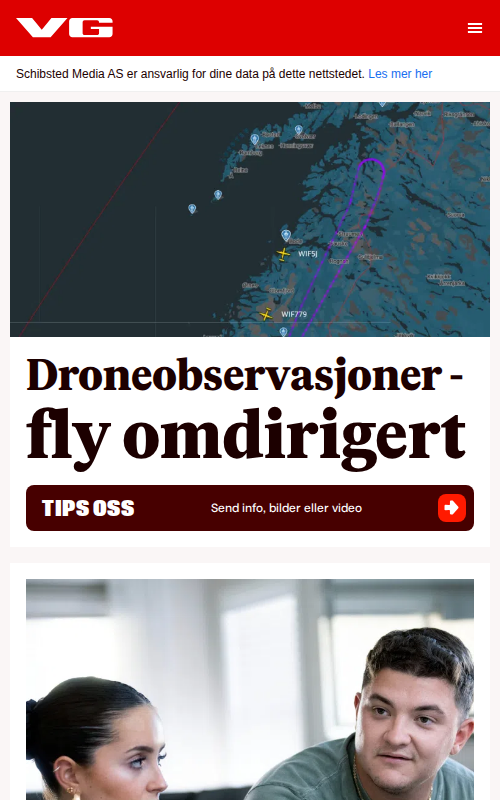 VG
Schibsted Media AS er ansvarlig for dine data på dette nettstedet. Les mer her
WIF5J
WIF779
Droneobservasjoner -
fly omdirigert
TIPS OSS
Send info, bilder eller video